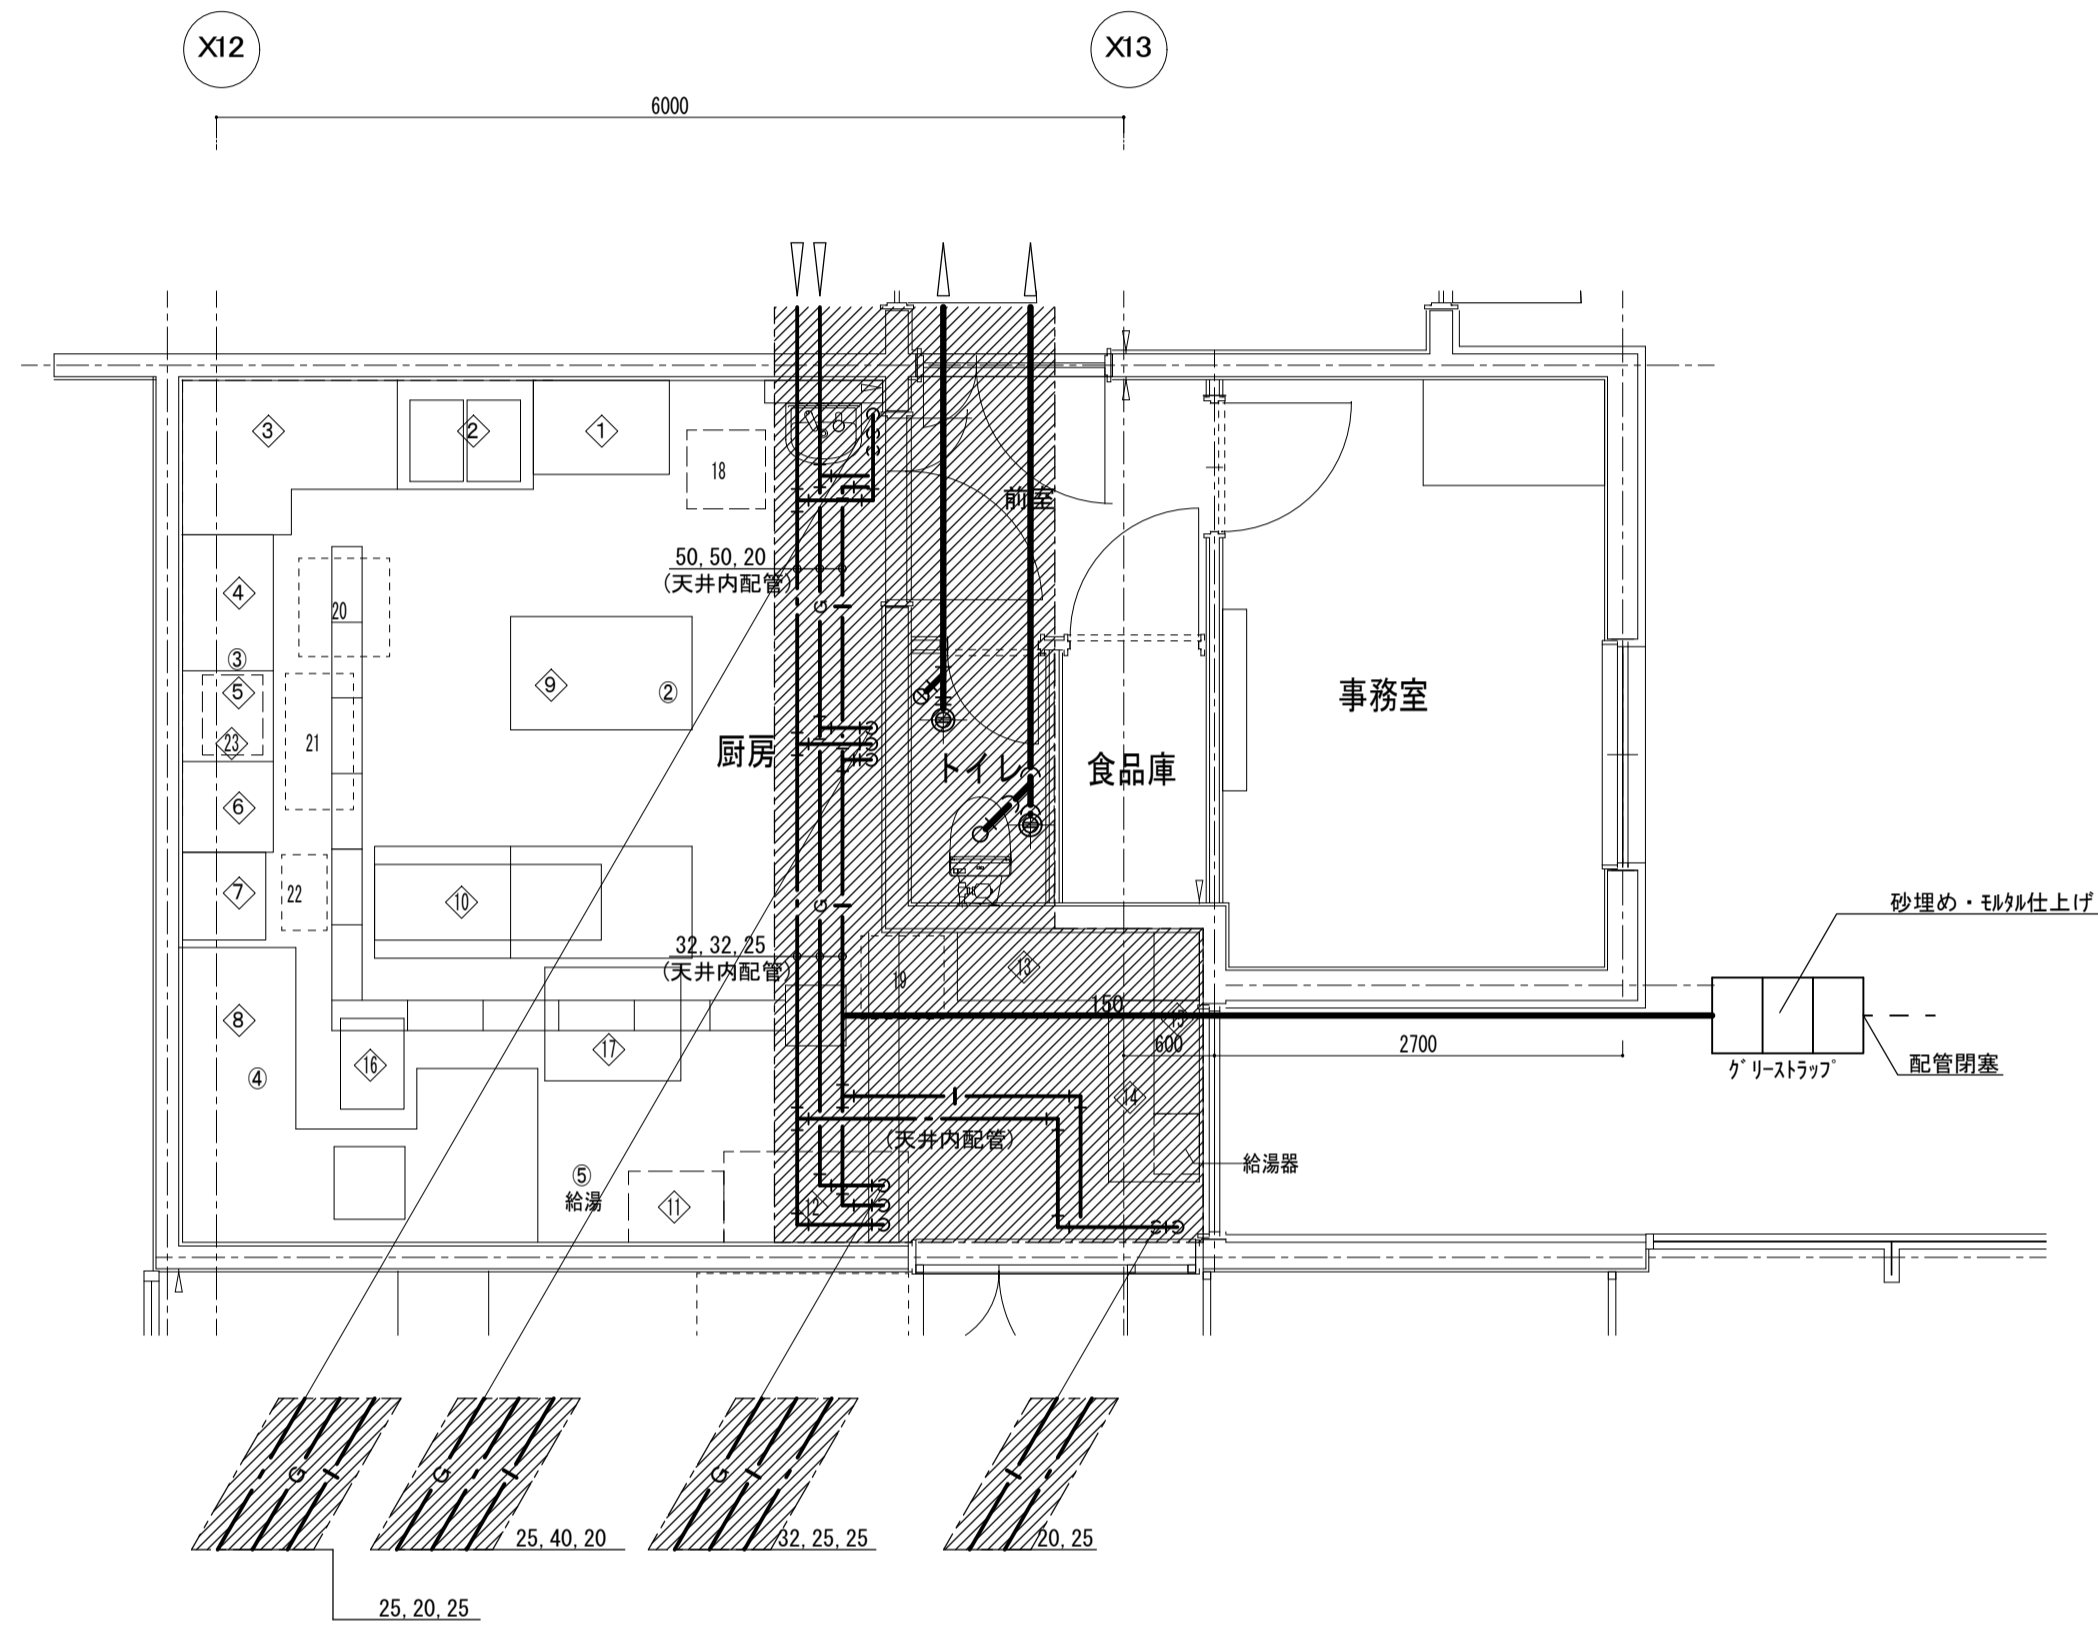 X12
X13
6000
3
2
1
18
前室
50,50,20
(天井内配管)
4
20
G
I
3
5
9
2
事務室
23
21
厨房
トイレ
食品庫
6
7
22
10
G
I
砂埋め・ﾓﾙﾀﾙ仕上げ
32,32,25
(天井内配管)
19
13
150
8
15
16
17
600
2700
ｸﾞﾘｰｽﾄﾗｯﾌﾟ
配管閉塞
4
14
I
(天井内配管)
給湯器
5
給湯
11
12
G
I
G
I
G
I
I
25,40,20
32,25,25
20,25
25,20,25